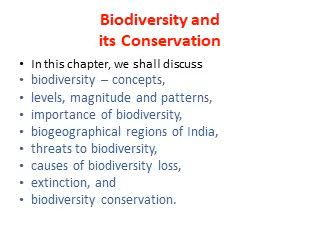 Biodiversity and
its Conservation
• In this chapter, we shall discuss
• biodiversity – concepts,
• levels, magnitude and patterns,
• importance of biodiversity,
• biogeographical regions of India,
• threats to biodiversity,
• causes of biodiversity loss,
• extinction, and
• biodiversity conservation.